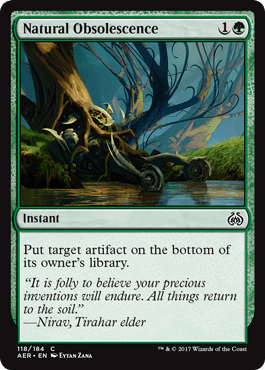 Natural Obsolescence 1
Instant
Put target artifact on the bottom of
its owner's library.
"It is folly to believe your precious
inventions will endure. All things return
to the soil."
—Nirav, Tirahar elder
118/184 C
AER • EN Eytan Zana
™ & © 2017 Wizards of the Coast